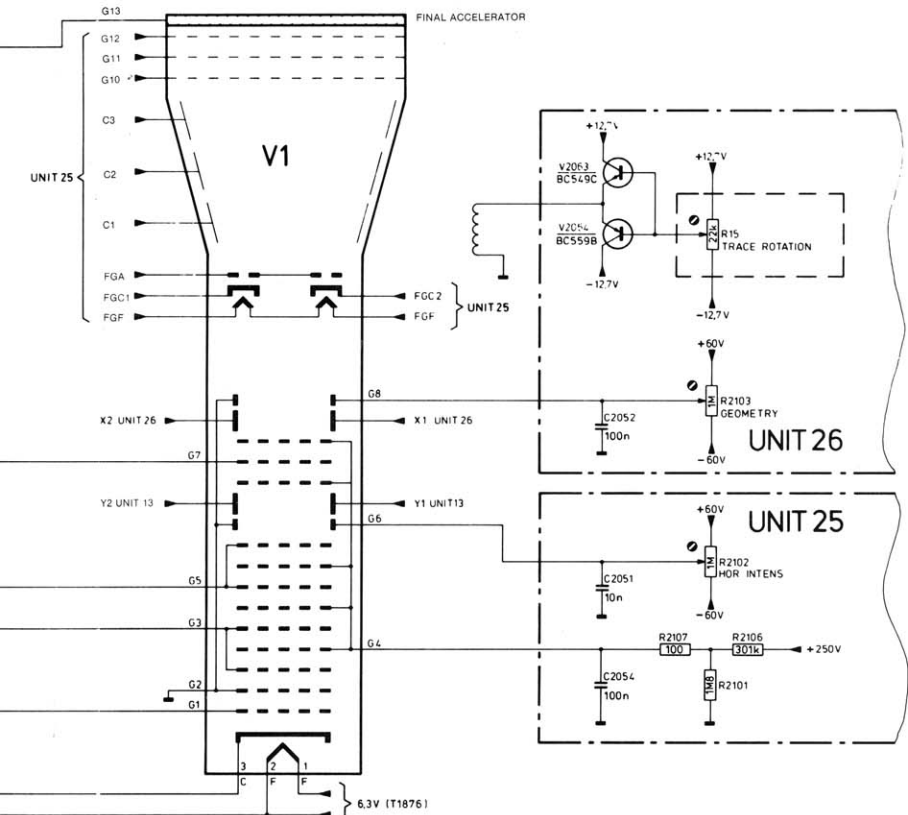 G13
FINAL ACCELERATOR
G12
G11
G10
C3
C2
C1
UNIT 25
V1
FGA
FGC1
FGF
FGC2
FGF
UNIT 25
G8
X2 UNIT 26
X1 UNIT 26
G7
Y2 UNIT 13
Y1 UNIT13
G6
G5
G3
G4
G2
G1
3 2 1
C F F
6,3V (T1876)
+12,7V
V2063
BC549C
V2054
BC559B
-12,7V
+12,7V
22k
R15
TRACE ROTATION
-12,7V
+60V
1M
R2103
GEOMETRY
-60V
C2052
100n
UNIT 26
UNIT 25
+60V
1M
R2102
HOR INTENS
-60V
C2051
10n
R2107
100
R2106
301k
+250V
C2054
100n
1M8
R2101